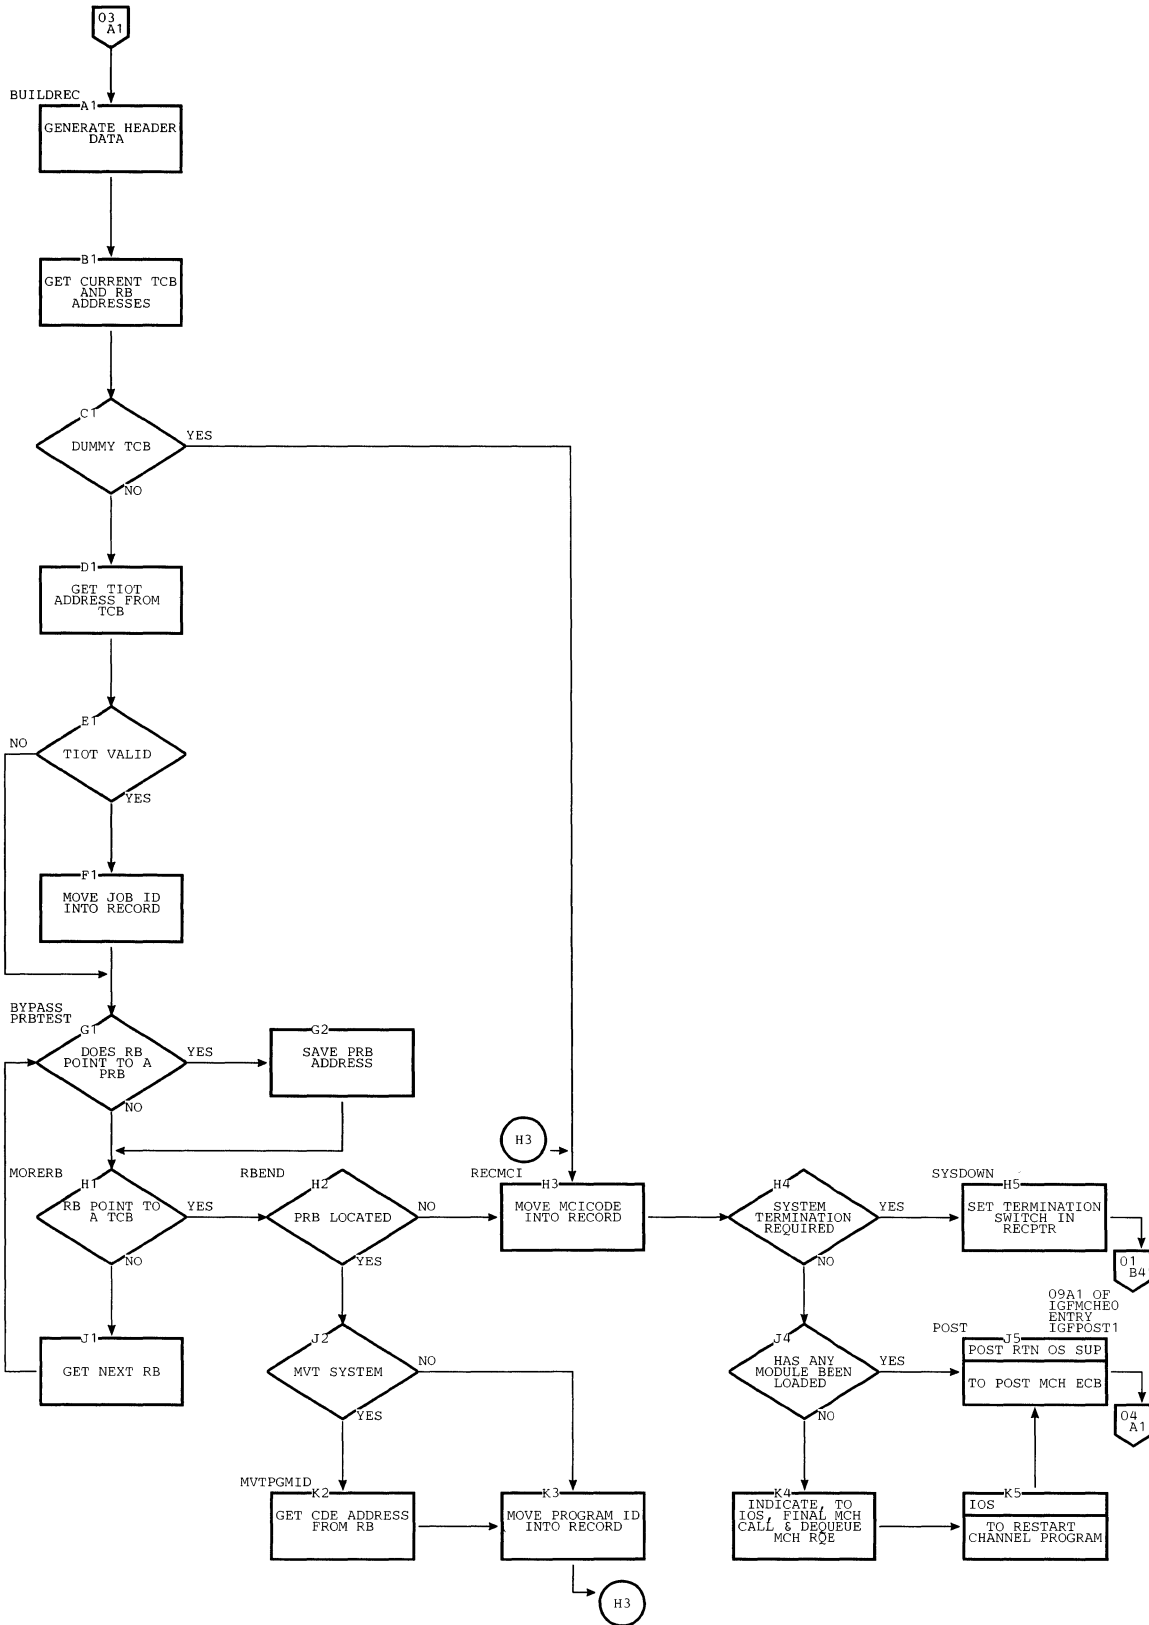 03
A1
BUILDREC
A1
GENERATE HEADER
DATA
B1
GET CURRENT TCB
AND RB
ADDRESSES
C1
DUMMY TCB
YES
NO
D1
GET TIOT
ADDRESS FROM
TCB
E1
NO
TIOT VALID
YES
F1
MOVE JOB ID
INTO RECORD
BYPASS
PRBTEST
G1
DOES RB
POINT TO A
PRB
YES
NO
G2
SAVE PRB
ADDRESS
MORERB
H1
RB POINT TO
A TCB
YES
NO
RBEND
H2
PRB LOCATED
NO
YES
H3
RECMCI
H3
MOVE MCICODE
INTO RECORD
H4
SYSTEM
TERMINATION
REQUIRED
YES
NO
SYSDOWN
H5
SET TERMINATION
SWITCH IN
RECPTR
01
B4
J1
GET NEXT RB
J2
MVT SYSTEM
NO
YES
J4
HAS ANY
MODULE BEEN
LOADED
YES
NO
09A1 OF
IGFMCHE0
ENTRY
IGFPOST1
POST
J5
POST RTN OS SUP
TO POST MCH ECB
04
A1
MVTPGMID
K2
GET CDE ADDRESS
FROM RB
K3
MOVE PROGRAM ID
INTO RECORD
H3
K4
INDICATE, TO
IOS, FINAL MCH
CALL & DEQUEUE
MCH RQE
K5
IOS
TO RESTART
CHANNEL PROGRAM